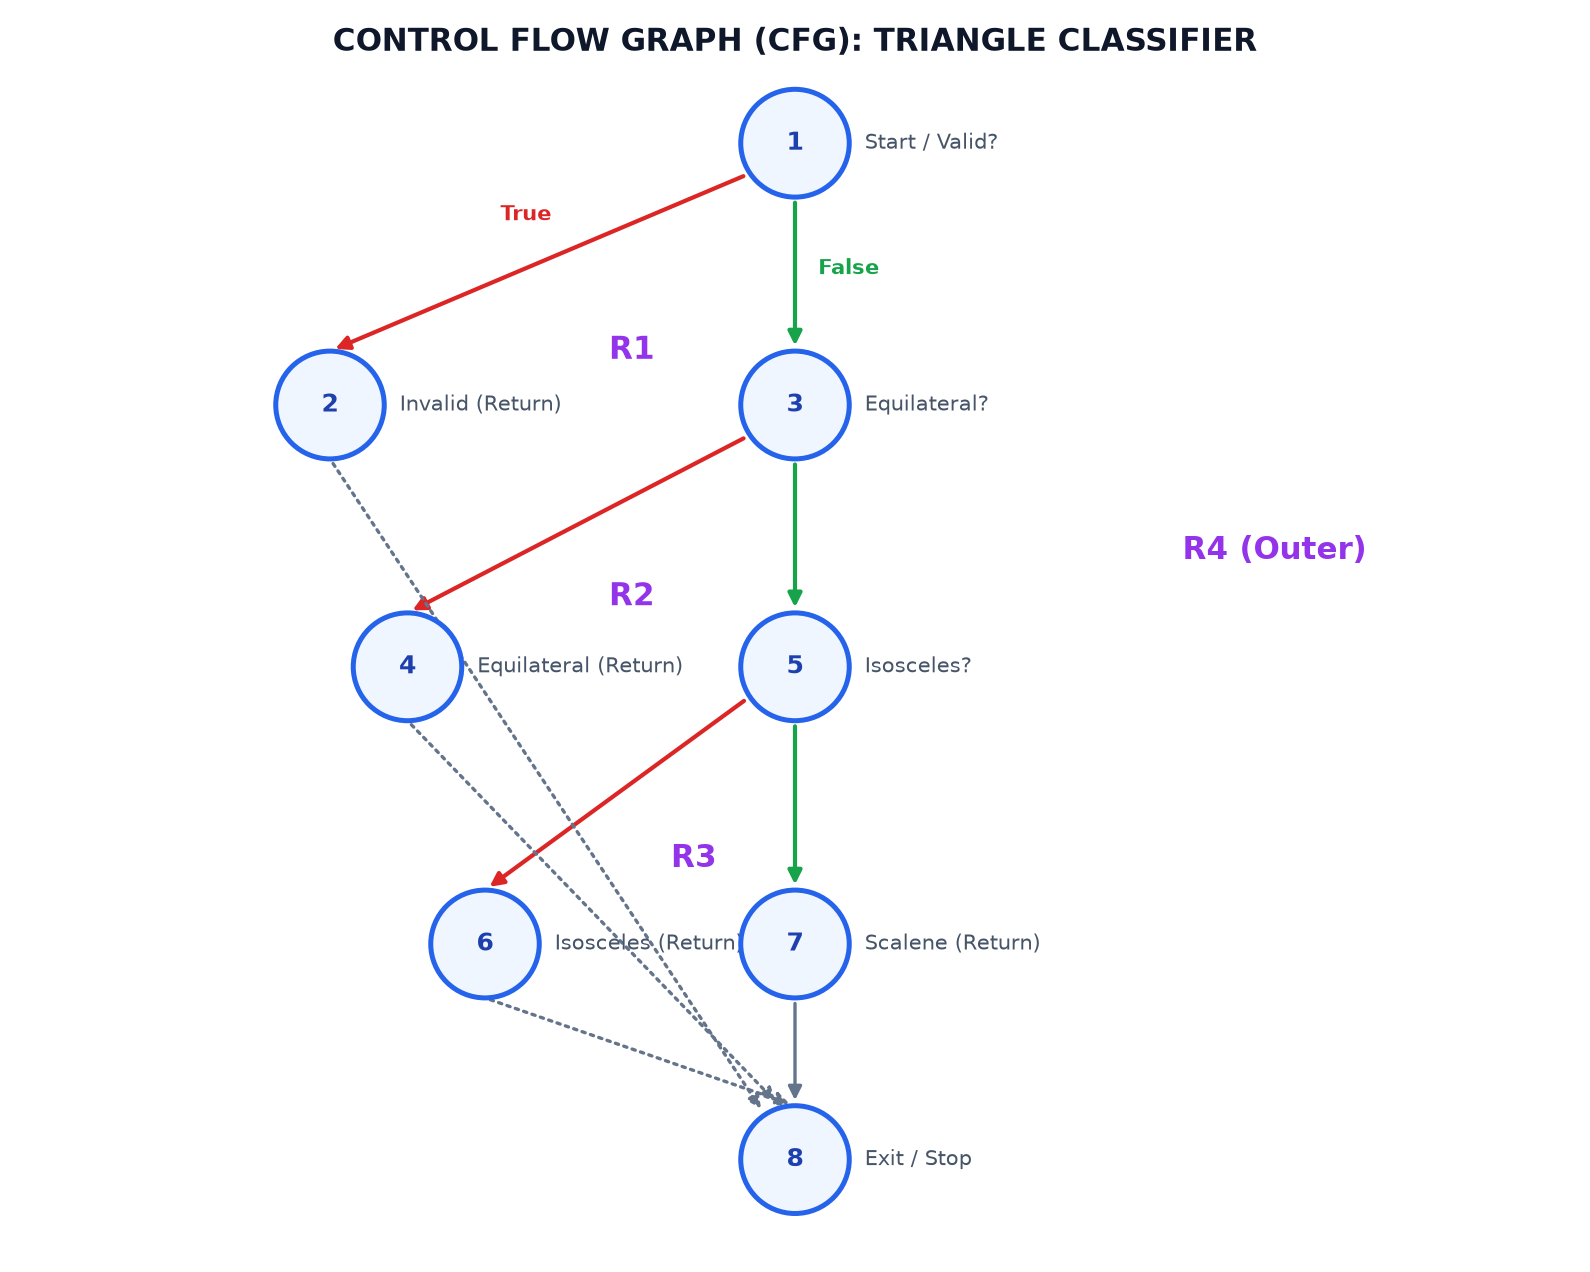 CONTROL FLOW GRAPH (CFG): TRIANGLE CLASSIFIER
1
Start / Valid?
True
False
R1
2
Invalid (Return)
3
Equilateral?
R4 (Outer)
R2
4
Equilateral (Return)
5
Isosceles?
R3
6
Isosceles (Return)
7
Scalene (Return)
8
Exit / Stop